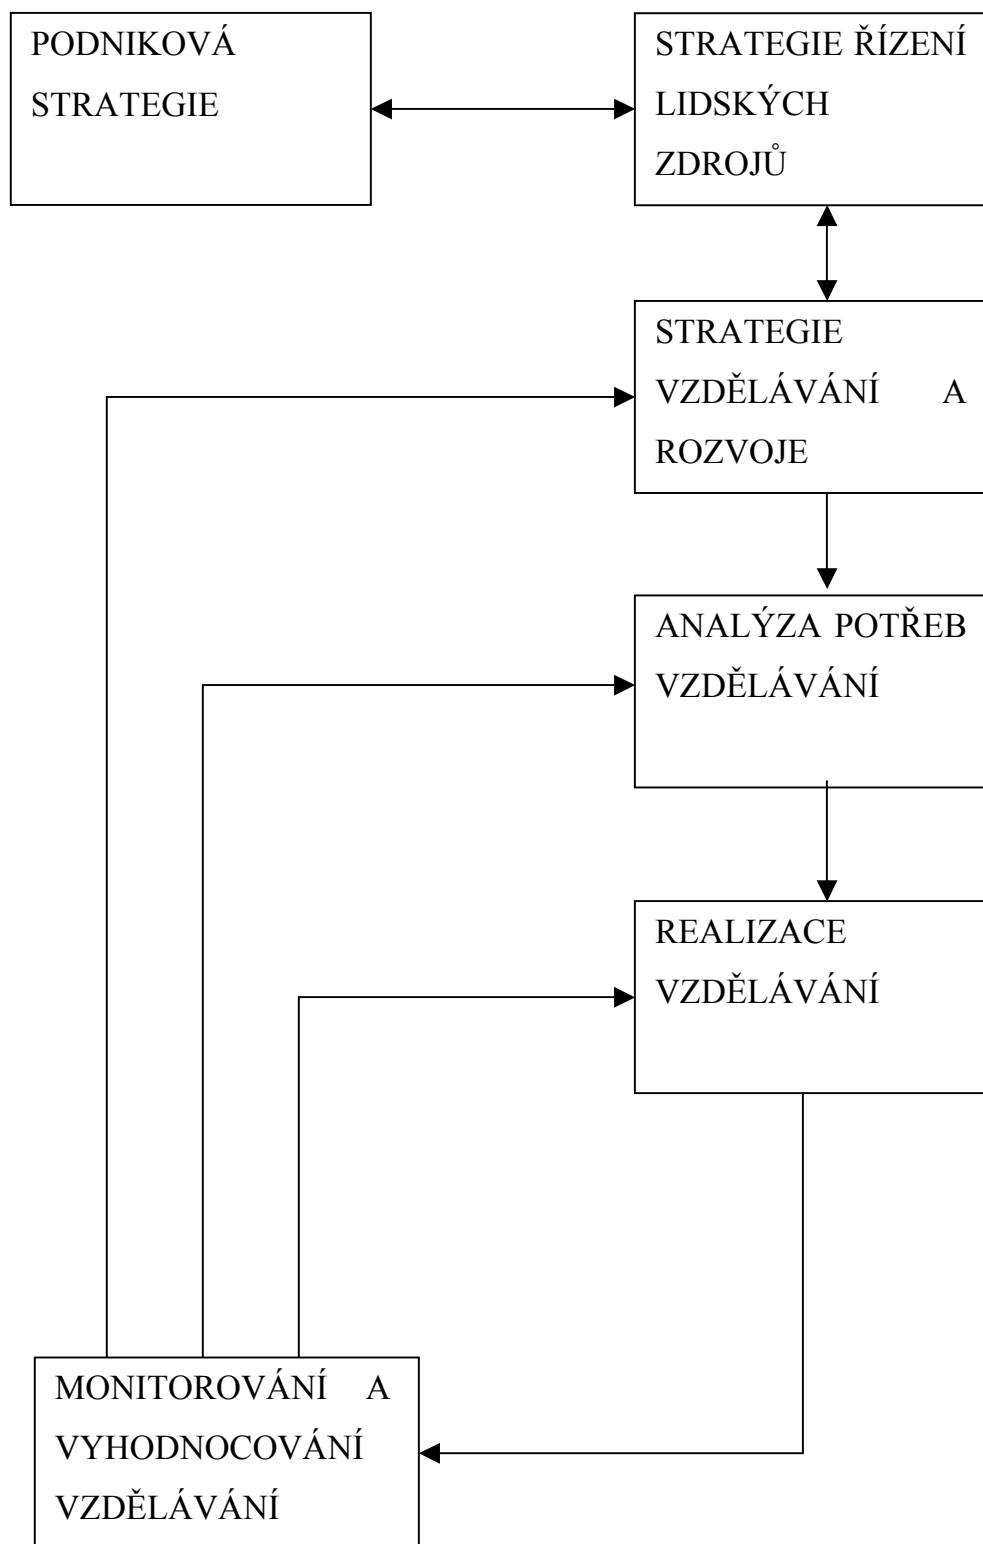 PODNIKOVÁ
STRATEGIE
STRATEGIE ŘÍZENÍ
LIDSKÝCH
ZDROJŮ
STRATEGIE
VZDĚLÁVÁNÍ A
ROZVOJE
ANALÝZA POTŘEB
VZDĚLÁVÁNÍ
REALIZACE
VZDĚLÁVÁNÍ
MONITOROVÁNÍ A
VYHODNOCOVÁNÍ
VZDĚLÁVÁNÍ